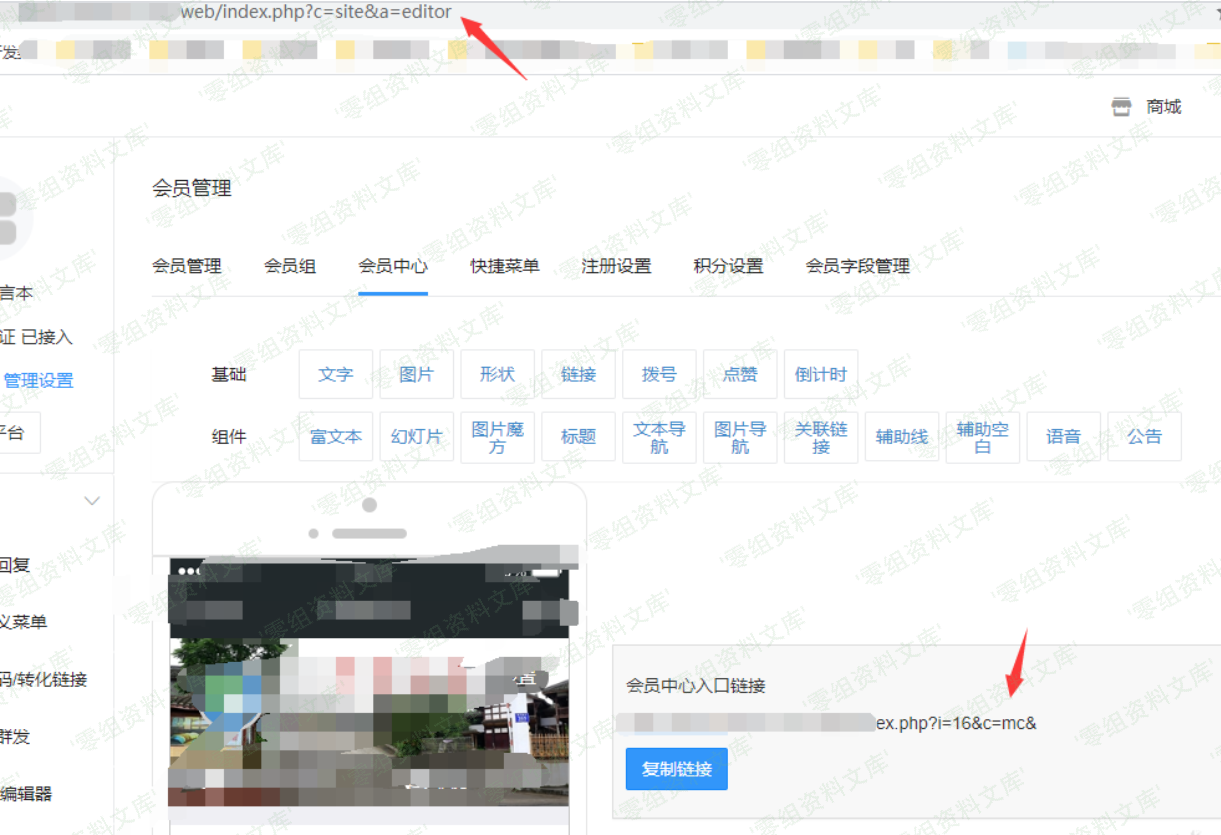 web/index.php?c=site&a=editor
商城
会员管理
会员管理 会员组 会员中心 快捷菜单 注册设置 积分设置 会员字段管理
言本
证 已接入
管理设置
平台
基础 文字 图片 形状 链接 拨号 点赞 倒计时
组件 富文本 幻灯片 图片魔方 标题 文本导航 图片导航 关联链接 辅助线 辅助空白 语音 公告
回复
义菜单
码/转化链接
群发
编辑器
会员中心入口链接
ex.php?i=16&c=mc&
复制链接
零组资料文库